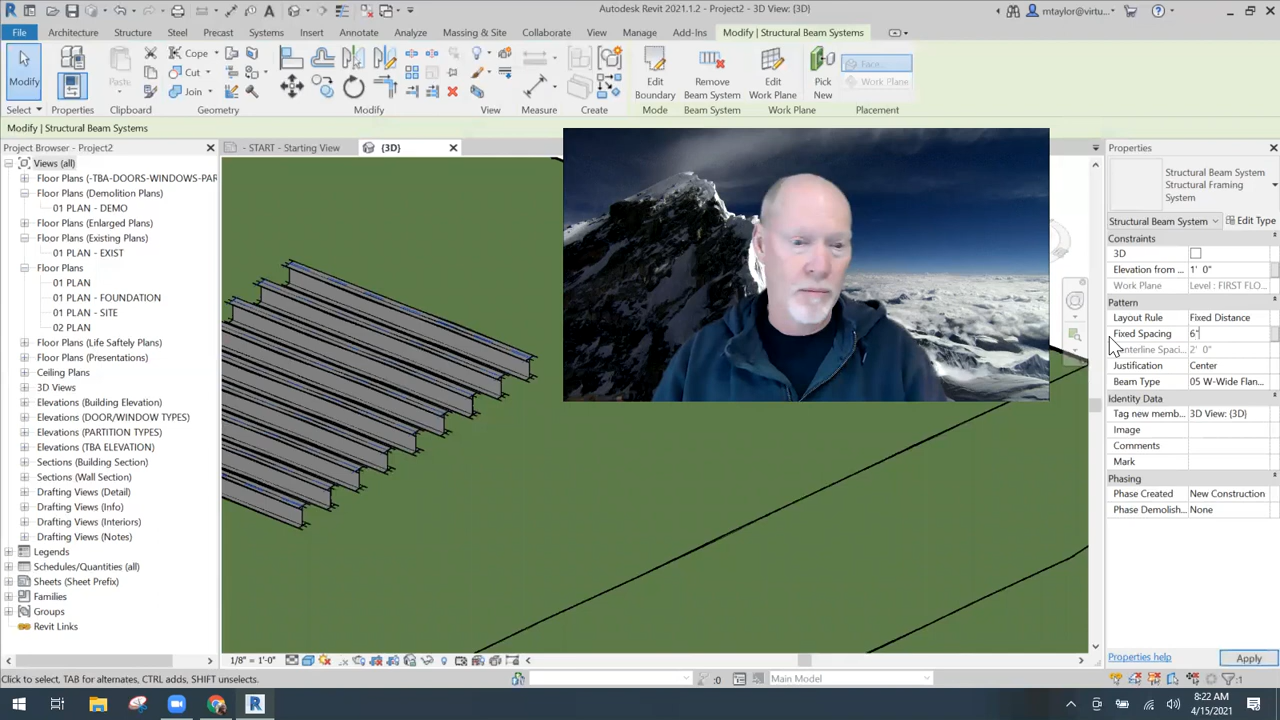 Autodesk Revit 2021.1.2 - Project2 - 3D View: {3D}
mtaylor@virtu...
File Architecture Structure Steel Precast Systems Insert Annotate Analyze Massing & Site Collaborate View Manage Add-Ins Modify | Structural Beam Systems
Modify
Paste
Cope
Cut
Join
Edit Boundary
Remove Beam System
Edit Work Plane
Pick New
Face...
Work Plane
Select Properties Clipboard Geometry Modify View Measure Create Mode Beam System Work Plane Placement
Modify | Structural Beam Systems
Project Browser - Project2
- START - Starting View
{3D}
Properties
Views (all)
Floor Plans (-TBA-DOORS-WINDOWS-PAR
Floor Plans (Demolition Plans)
01 PLAN - DEMO
Floor Plans (Enlarged Plans)
Floor Plans (Existing Plans)
01 PLAN - EXIST
Floor Plans
01 PLAN
01 PLAN - FOUNDATION
01 PLAN - SITE
02 PLAN
Floor Plans (Life Saftely Plans)
Floor Plans (Presentations)
Ceiling Plans
3D Views
Elevations (Building Elevation)
Elevations (DOOR/WINDOW TYPES)
Elevations (PARTITION TYPES)
Elevations (TBA ELEVATION)
Sections (Building Section)
Sections (Wall Section)
Drafting Views (Detail)
Drafting Views (Info)
Drafting Views (Interiors)
Drafting Views (Notes)
Legends
Schedules/Quantities (all)
Sheets (Sheet Prefix)
Families
Groups
Revit Links
Structural Beam System
Structural Framing
System
Structural Beam System Edit Type
Constraints
3D
Elevation from ... 1' 0"
Work Plane Level : FIRST FLO...
Pattern
Layout Rule Fixed Distance
Fixed Spacing 6"
Centerline Spaci... 2' 0"
Justification Center
Beam Type 05 W-Wide Flan...
Identity Data
Tag new memb... 3D View: {3D}
Image
Comments
Mark
Phasing
Phase Created New Construction
Phase Demolish... None
Properties help Apply
1/8" = 1'-0"
Click to select, TAB for alternates, CTRL adds, SHIFT unselects.
:0
Main Model
:1
8:22 AM
4/15/2021